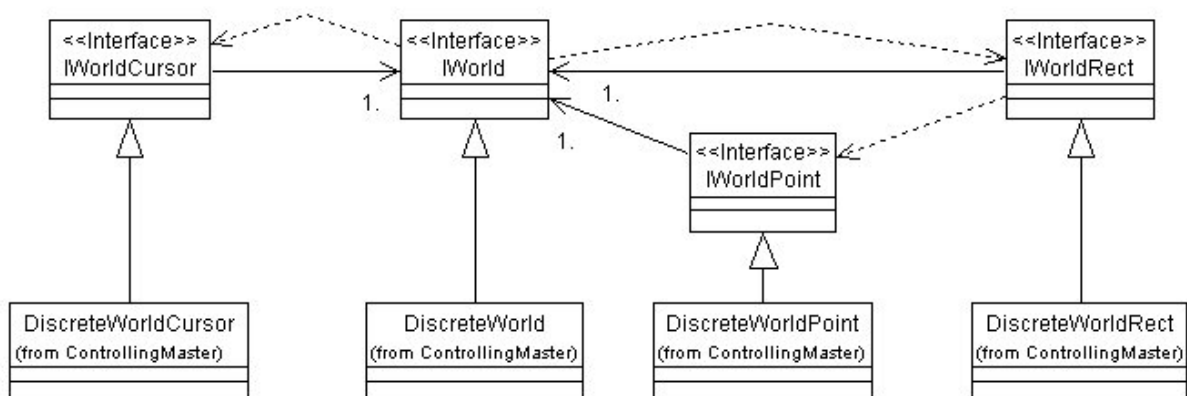 <<Interface>>
IWorldCursor
<<Interface>>
IWorld
<<Interface>>
IWorldRect
1.
1.
1.
<<Interface>>
IWorldPoint
DiscreteWorldCursor
(from ControllingMaster)
DiscreteWorld
(from ControllingMaster)
DiscreteWorldPoint
(from ControllingMaster)
DiscreteWorldRect
(from ControllingMaster)